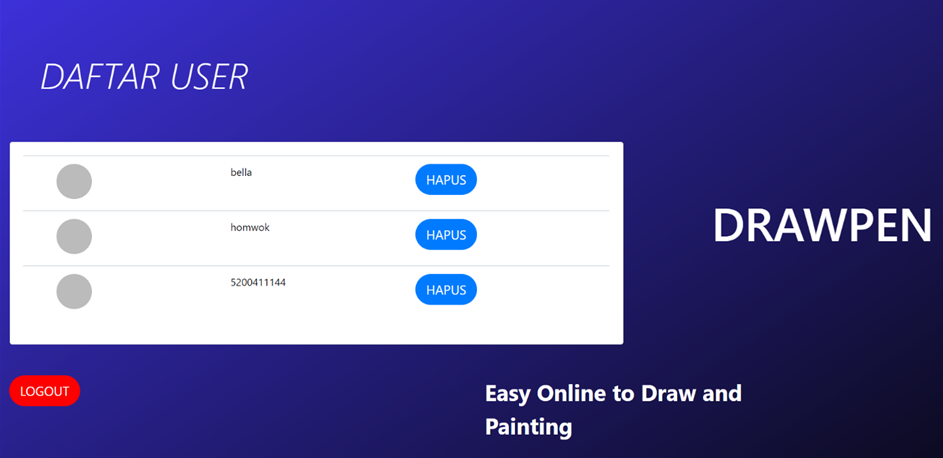 DAFTAR USER
bella
HAPUS
homwok
HAPUS
5200411144
HAPUS
DRAWPEN
LOGOUT
Easy Online to Draw and
Painting